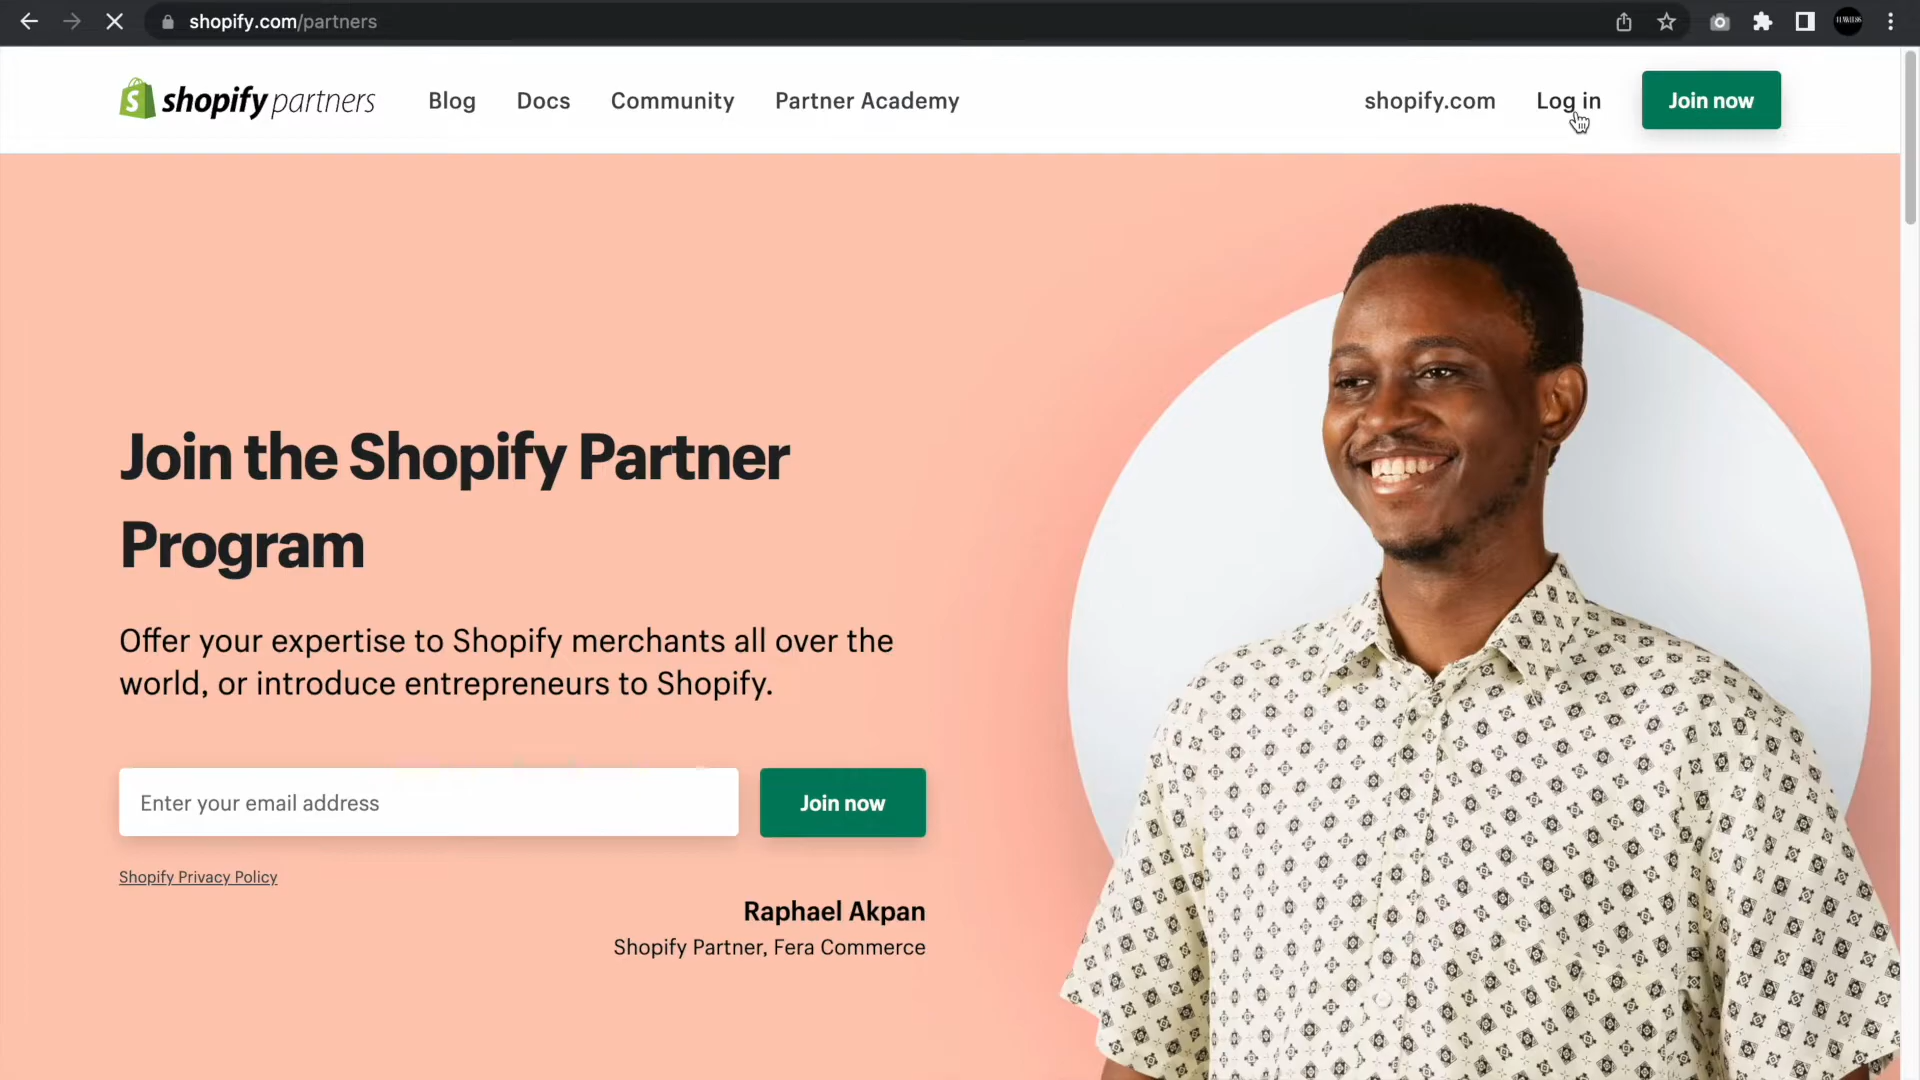 shopify.com/partners
shopify partners
Blog
Docs
Community
Partner Academy
shopify.com
Log in
Join now
Join the Shopify Partner
Program
Offer your expertise to Shopify merchants all over the
world, or introduce entrepreneurs to Shopify.
Enter your email address
Join now
Shopify Privacy Policy
Raphael Akpan
Shopify Partner, Fera Commerce